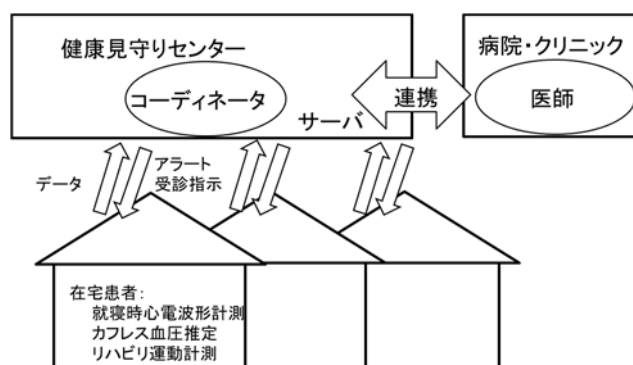 健康見守りセンター
コーディネータ
サーバ
連携
病院・クリニック
医師
データ
アラート
受診指示
在宅患者:
就寝時心電波形計測
カフレス血圧推定
リハビリ運動計測